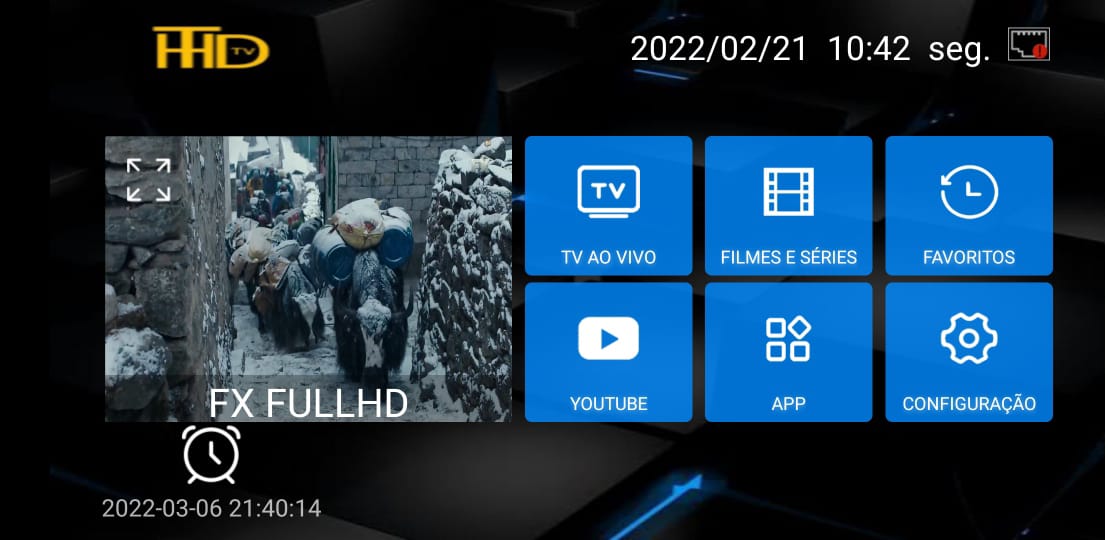 HHD TV
2022/02/21 10:42 seg.
TV
TV AO VIVO
FILMES E SÉRIES
FAVORITOS
FX FULLHD
YOUTUBE
APP
CONFIGURAÇÃO
2022-03-06 21:40:14